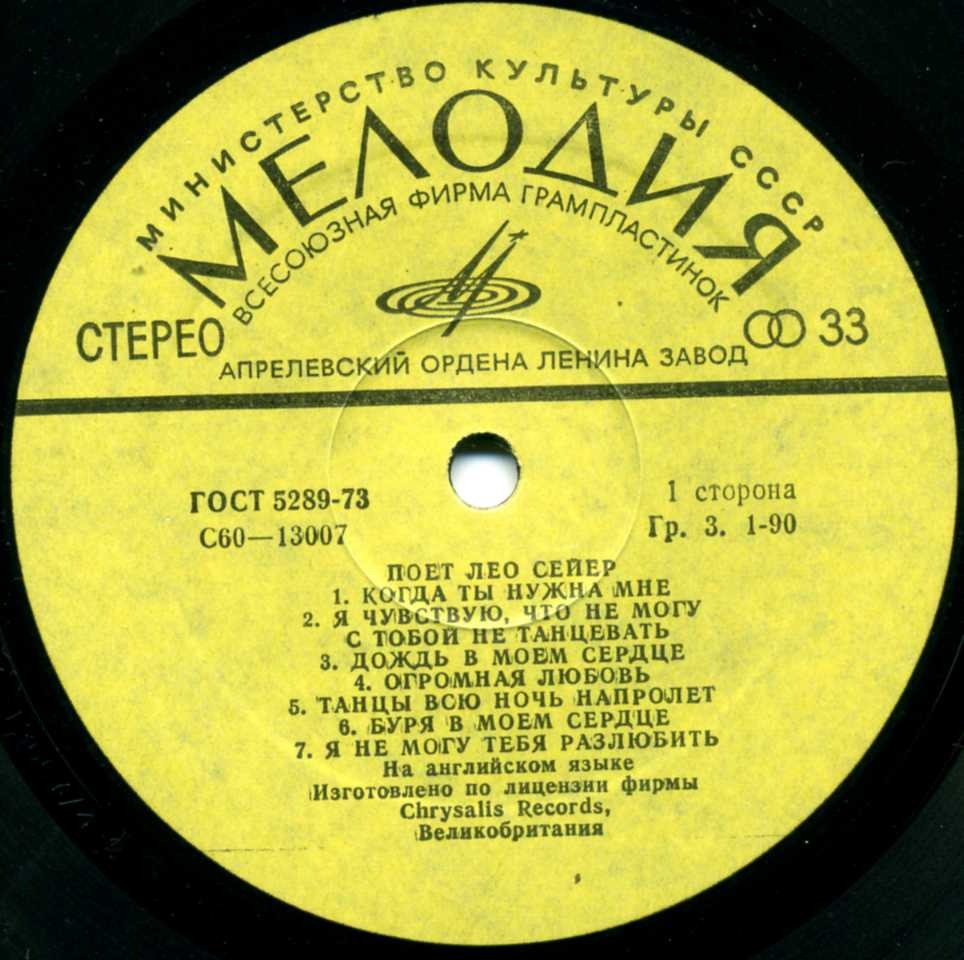 МИНИСТЕРСТВО КУЛЬТУРЫ СССР
МЕЛОДИЯ
ВСЕСОЮЗНАЯ ФИРМА ГРАМПЛАСТИНОК
СТЕРЕО
33
АПРЕЛЕВСКИЙ ОРДЕНА ЛЕНИНА ЗАВОД
ГОСТ 5289-73
1 сторона
С60—13007
Гр. 3. 1-90
ПОЕТ ЛЕО СЕЙЕР
1. КОГДА ТЫ НУЖНА МНЕ
2. Я ЧУВСТВУЮ, ЧТО НЕ МОГУ
С ТОБОЙ НЕ ТАНЦЕВАТЬ
3. ДОЖДЬ В МОЕМ СЕРДЦЕ
4. ОГРОМНАЯ ЛЮБОВЬ
5. ТАНЦЫ ВСЮ НОЧЬ НАПРОЛЕТ
6. БУРЯ В МОЕМ СЕРДЦЕ
7. Я НЕ МОГУ ТЕБЯ РАЗЛЮБИТЬ
На английском языке
Изготовлено по лицензии фирмы
Chrysalis Records,
Великобритания